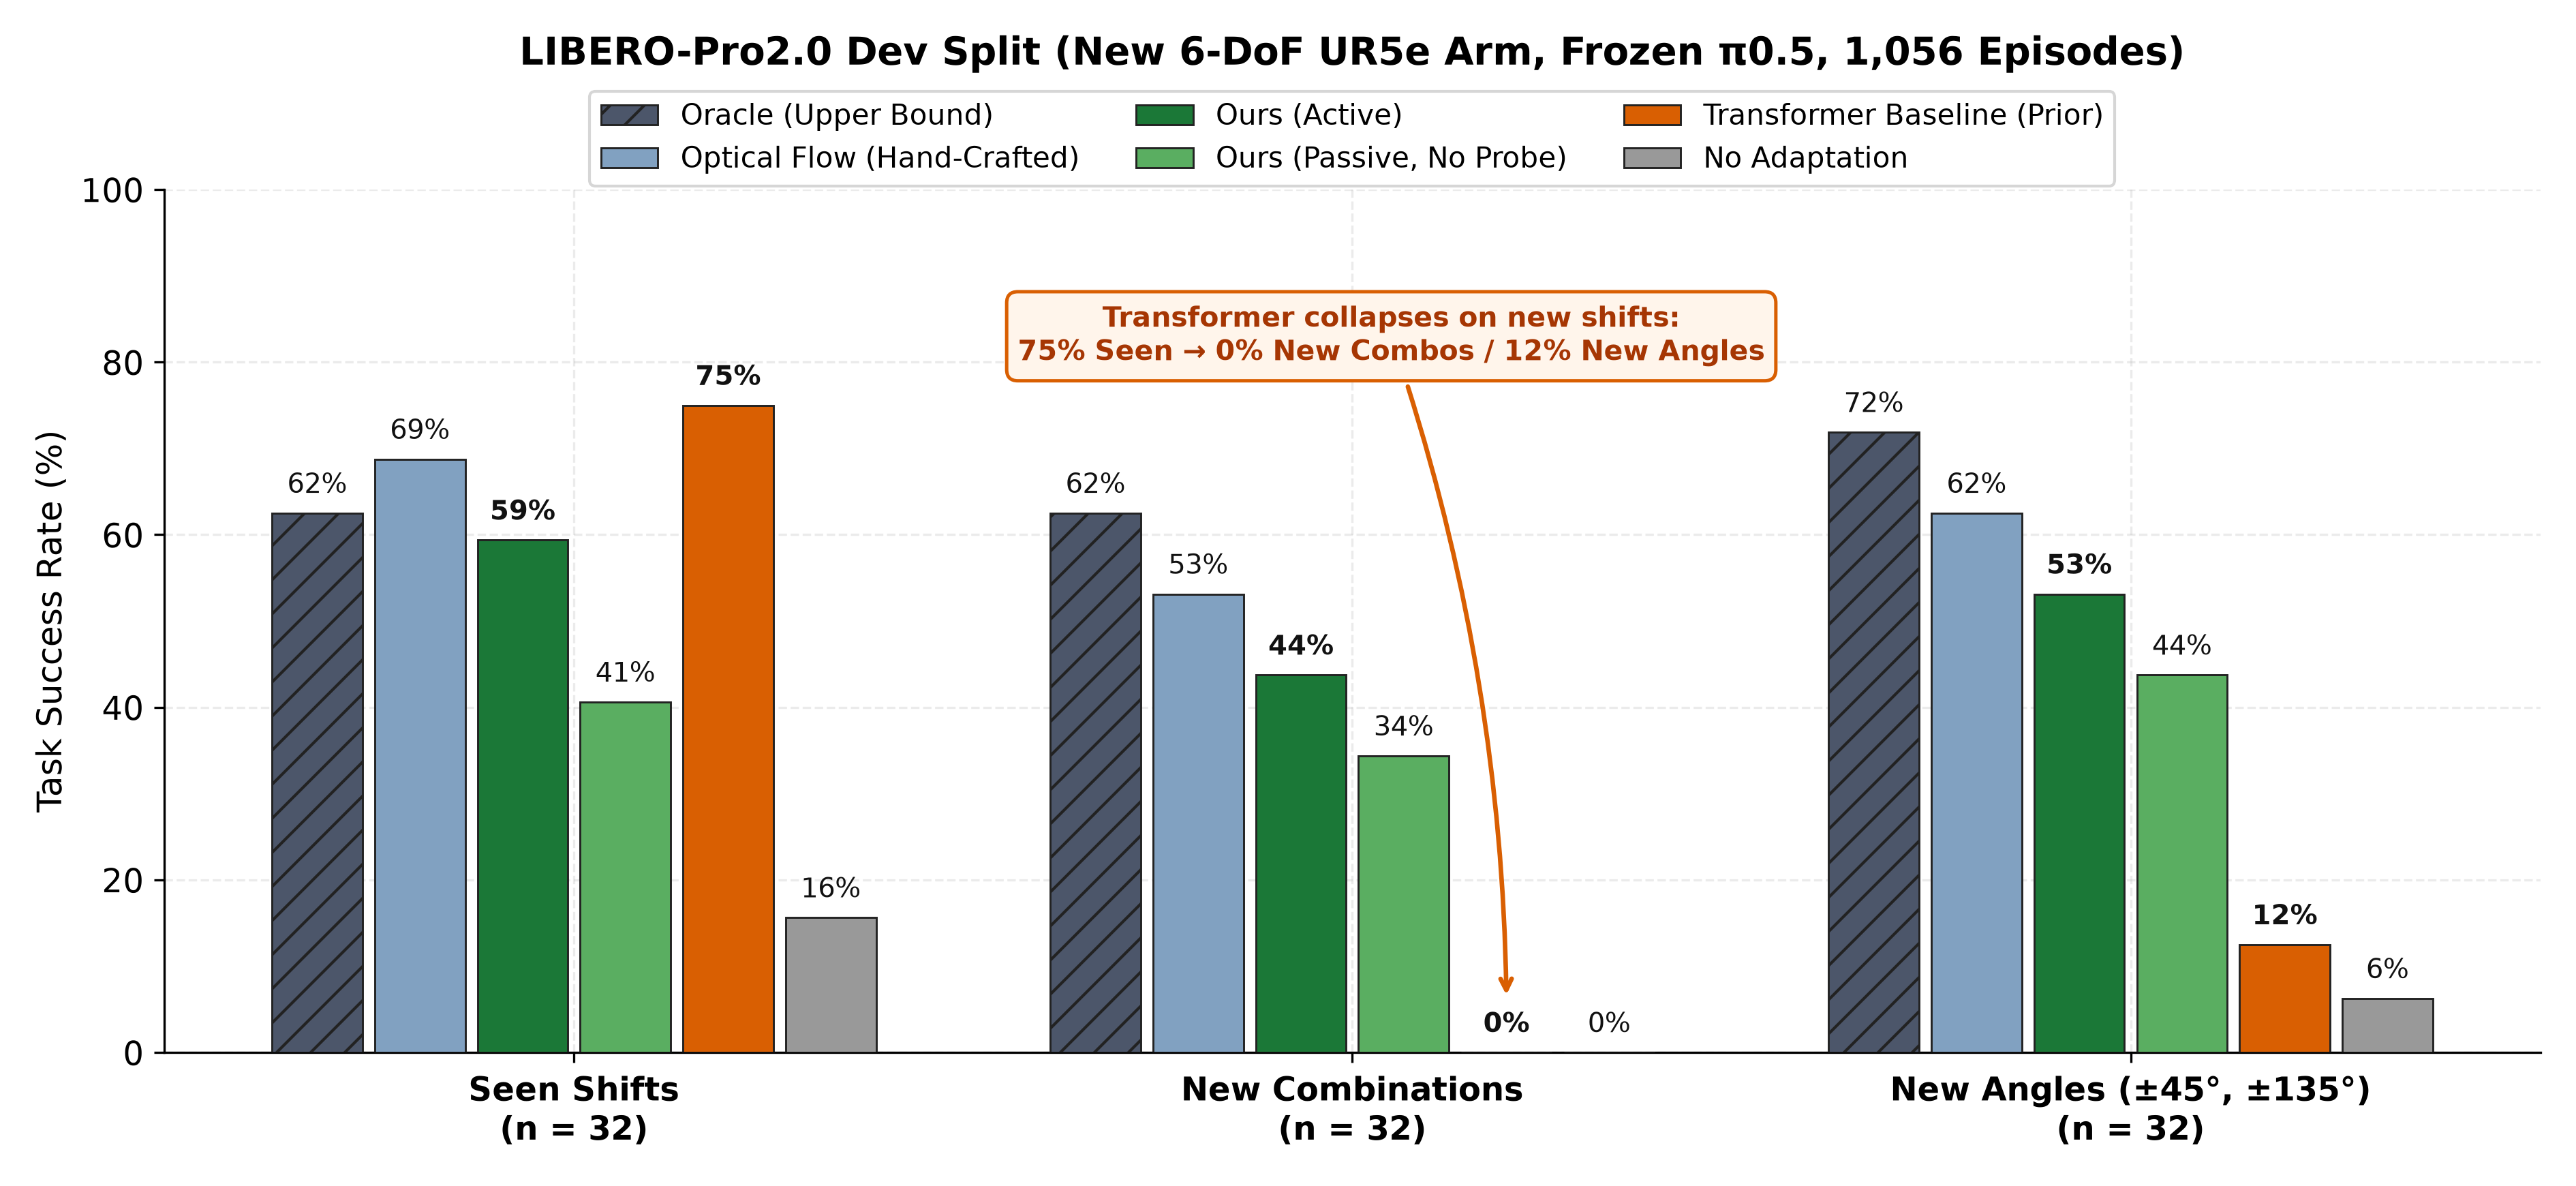 LIBERO-Pro2.0 Dev Split (New 6-DoF UR5e Arm, Frozen π0.5, 1,056 Episodes)
Oracle (Upper Bound)
Optical Flow (Hand-Crafted)
Ours (Active)
Ours (Passive, No Probe)
Transformer Baseline (Prior)
No Adaptation
Task Success Rate (%)
100
80
60
40
20
0
Transformer collapses on new shifts:
75% Seen → 0% New Combos / 12% New Angles
62%
69%
59%
41%
75%
16%
62%
53%
44%
34%
0%
0%
72%
62%
53%
44%
12%
6%
Seen Shifts
(n = 32)
New Combinations
(n = 32)
New Angles (±45°, ±135°)
(n = 32)